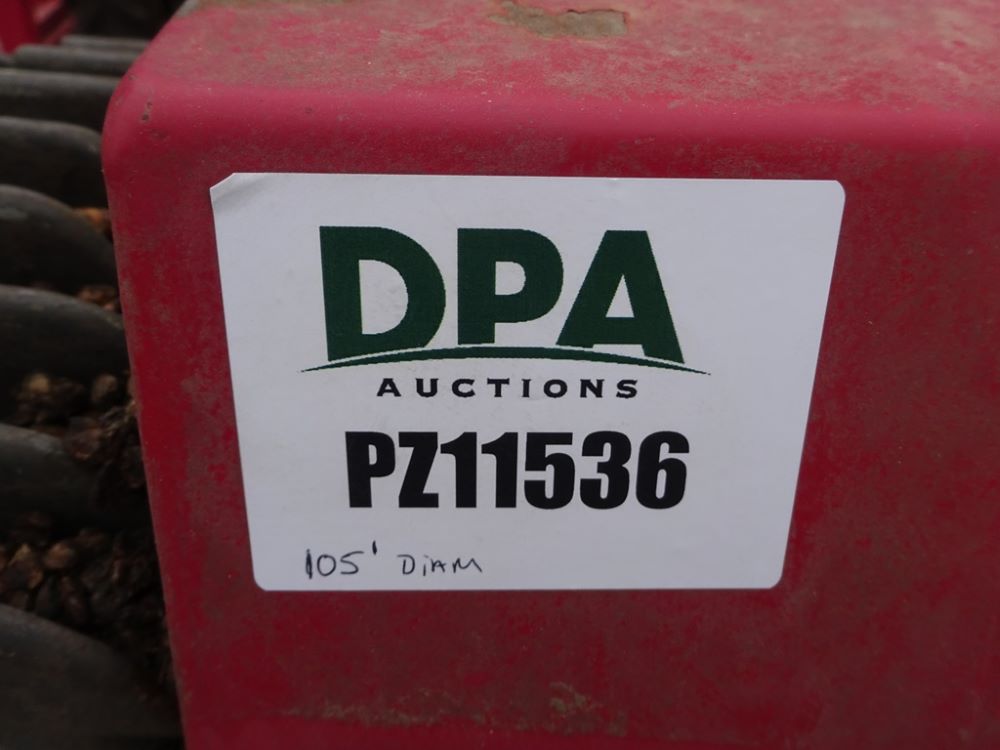 DPA
AUCTIONS
PZ11536
105' DIAM